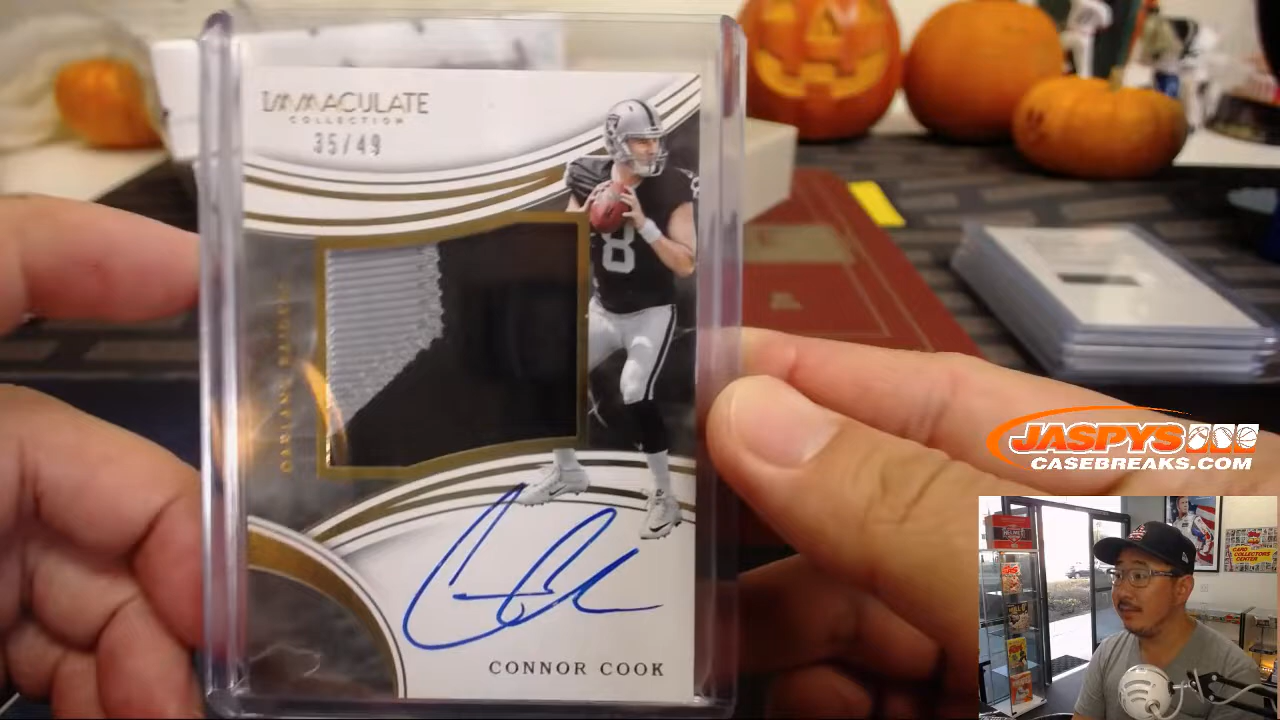 IMMACULATE
COLLECTION
35/49
8
OAKLAND RAIDERS
CONNOR COOK
JASPYS
CASEBREAKS.COM